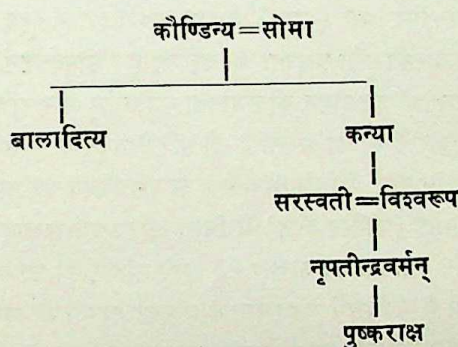 कौण्डिन्य=सोमा
बालादित्य कन्या
सरस्वती=विश्वरूप
नृपतीन्द्रवर्मन्
पुष्कराक्ष